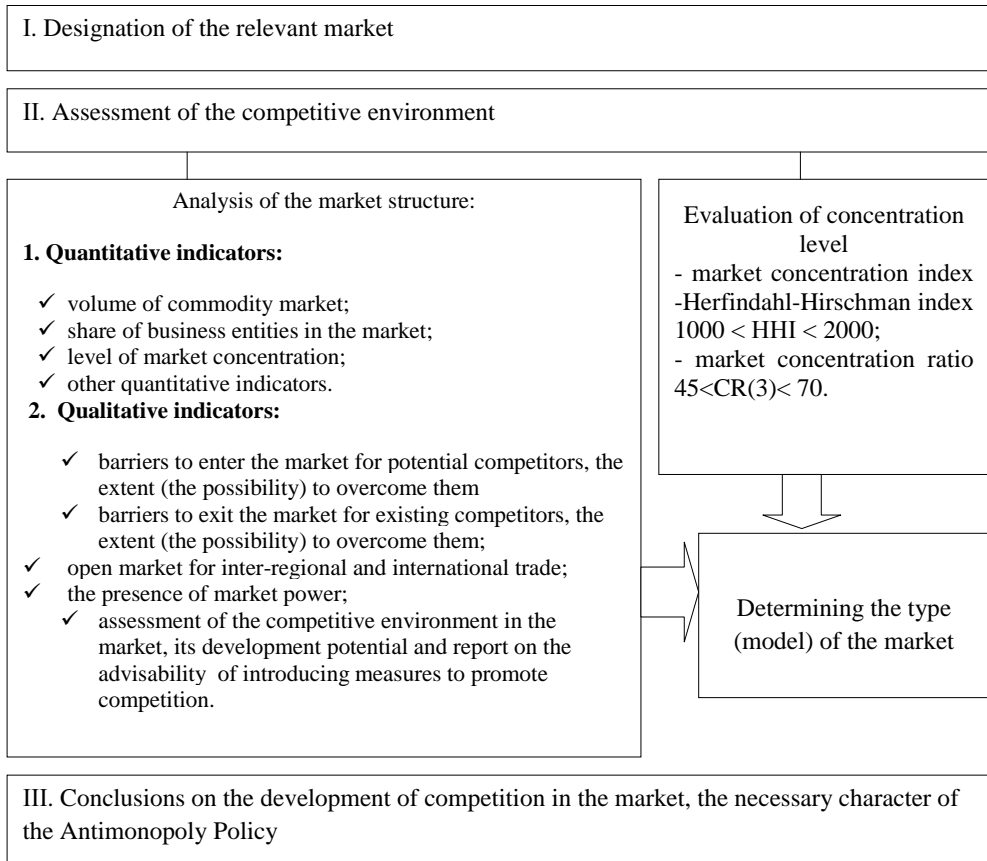 I. Designation of the relevant market
II. Assessment of the competitive environment
Analysis of the market structure:
1. Quantitative indicators:
✓ volume of commodity market;
✓ share of business entities in the market;
✓ level of market concentration;
✓ other quantitative indicators.
2. Qualitative indicators:
✓ barriers to enter the market for potential competitors, the
extent (the possibility) to overcome them
✓ barriers to exit the market for existing competitors, the
extent (the possibility) to overcome them;
✓ open market for inter-regional and international trade;
✓ the presence of market power;
✓ assessment of the competitive environment in the
market, its development potential and report on the
advisability of introducing measures to promote
competition.
Evaluation of concentration
level
- market concentration index
-Herfindahl-Hirschman index
1000 < HHI < 2000;
- market concentration ratio
45<CR(3)< 70.
Determining the type
(model) of the market
III. Conclusions on the development of competition in the market, the necessary character of
the Antimonopoly Policy